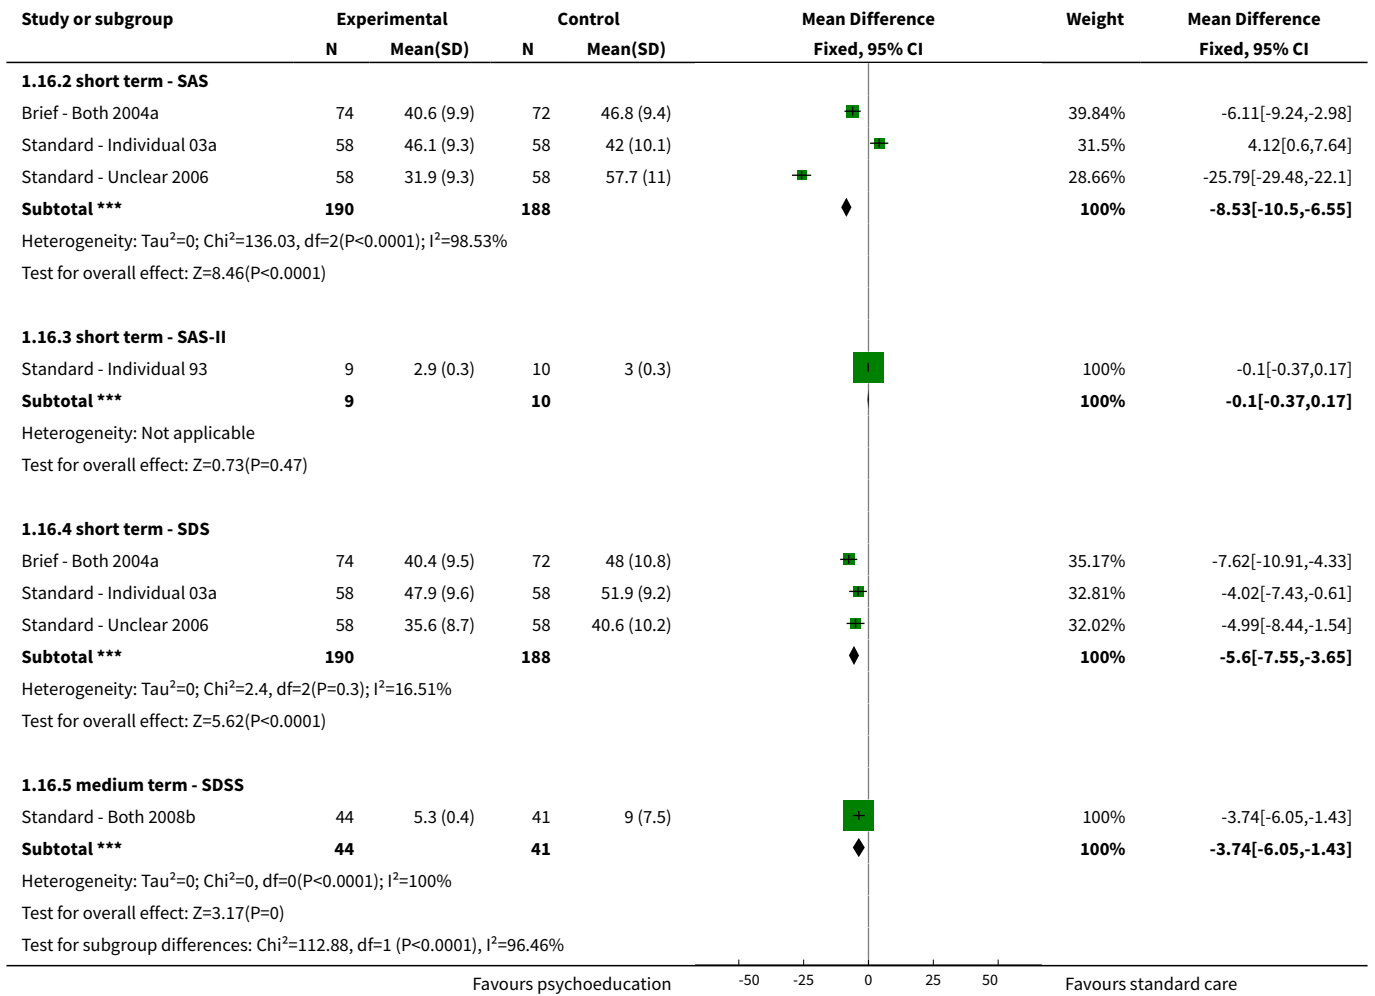 Study or subgroup Experimental Control Mean Difference Weight Mean Difference
N Mean(SD) N Mean(SD) Fixed, 95% CI Fixed, 95% CI
1.16.2 short term - SAS
Brief - Both 2004a 74 40.6 (9.9) 72 46.8 (9.4) 39.84% -6.11[-9.24,-2.98]
Standard - Individual 03a 58 46.1 (9.3) 58 42 (10.1) 31.5% 4.12[0.6,7.64]
Standard - Unclear 2006 58 31.9 (9.3) 58 57.7 (11) 28.66% -25.79[-29.48,-22.1]
Subtotal *** 190 188 100% -8.53[-10.5,-6.55]
Heterogeneity: Tau²=0; Chi²=136.03, df=2(P<0.0001); I²=98.53%
Test for overall effect: Z=8.46(P<0.0001)
1.16.3 short term - SAS-II
Standard - Individual 93 9 2.9 (0.3) 10 3 (0.3) 100% -0.1[-0.37,0.17]
Subtotal *** 9 10 100% -0.1[-0.37,0.17]
Heterogeneity: Not applicable
Test for overall effect: Z=0.73(P=0.47)
1.16.4 short term - SDS
Brief - Both 2004a 74 40.4 (9.5) 72 48 (10.8) 35.17% -7.62[-10.91,-4.33]
Standard - Individual 03a 58 47.9 (9.6) 58 51.9 (9.2) 32.81% -4.02[-7.43,-0.61]
Standard - Unclear 2006 58 35.6 (8.7) 58 40.6 (10.2) 32.02% -4.99[-8.44,-1.54]
Subtotal *** 190 188 100% -5.6[-7.55,-3.65]
Heterogeneity: Tau²=0; Chi²=2.4, df=2(P=0.3); I²=16.51%
Test for overall effect: Z=5.62(P<0.0001)
1.16.5 medium term - SDSS
Standard - Both 2008b 44 5.3 (0.4) 41 9 (7.5) 100% -3.74[-6.05,-1.43]
Subtotal *** 44 41 100% -3.74[-6.05,-1.43]
Heterogeneity: Tau²=0; Chi²=0, df=0(P<0.0001); I²=100%
Test for overall effect: Z=3.17(P=0)
Test for subgroup differences: Chi²=112.88, df=1 (P<0.0001), I²=96.46%
Favours psychoeducation -50 -25 0 25 50 Favours standard care